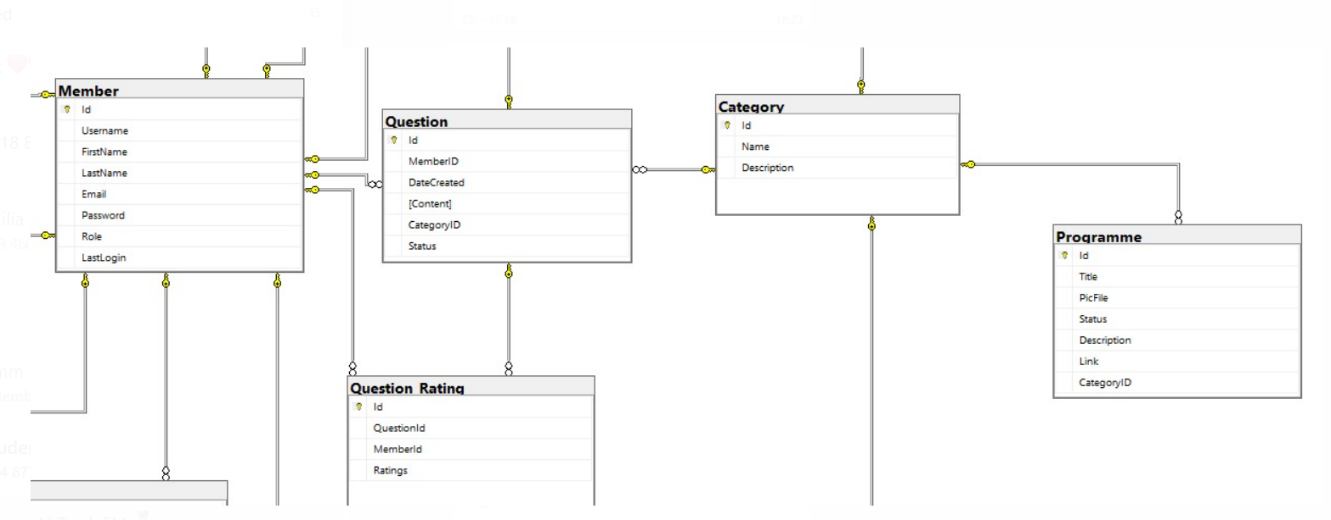 Member
Id
Username
FirstName
LastName
Email
Password
Role
LastLogin
Question
Id
MemberID
DateCreated
[Content]
CategoryID
Status
Category
Id
Name
Description
Programme
Id
Title
PicFile
Status
Description
Link
CategoryID
Question_Rating
Id
QuestionId
MemberId
Ratings